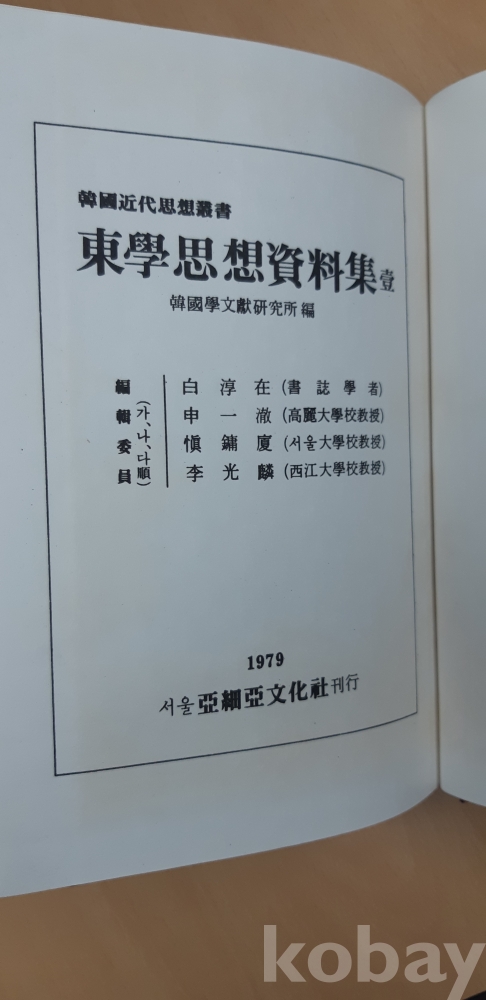 韓國近代思想叢書
東學思想資料集 壹
韓國學文獻硏究所 編
編輯委員
(가、나、다順)
白淳在 (書誌學者)
申一澈 (高麗大學校敎授)
愼鏞廈 (서울大學校敎授)
李光麟 (西江大學校敎授)
1979
서울 亞細亞文化社 刊行
kobay